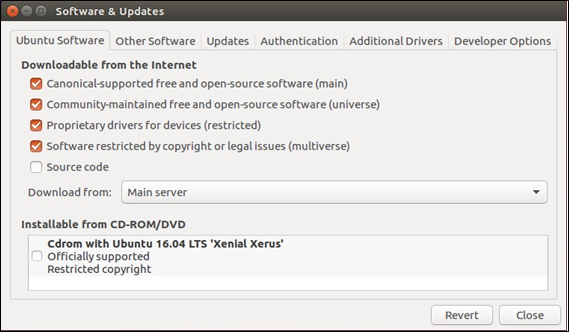 Software & Updates
Ubuntu Software Other Software Updates Authentication Additional Drivers Developer Options
Downloadable from the Internet
Canonical-supported free and open-source software (main)
Community-maintained free and open-source software (universe)
Proprietary drivers for devices (restricted)
Software restricted by copyright or legal issues (multiverse)
Source code
Download from: Main server
Installable from CD-ROM/DVD
Cdrom with Ubuntu 16.04 LTS 'Xenial Xerus'
Officially supported
Restricted copyright
Revert Close